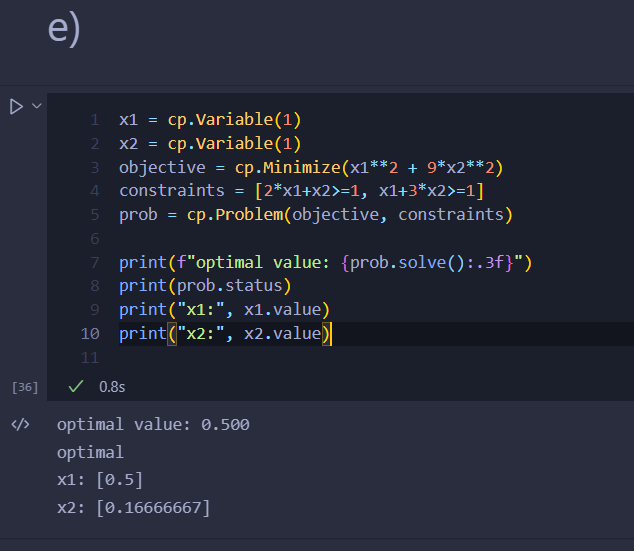 e)
1 x1 = cp.Variable(1)
2 x2 = cp.Variable(1)
3 objective = cp.Minimize(x1**2 + 9*x2**2)
4 constraints = [2*x1+x2>=1, x1+3*x2>=1]
5 prob = cp.Problem(objective, constraints)
6
7 print(f"optimal value: {prob.solve():.3f}")
8 print(prob.status)
9 print("x1:", x1.value)
10 print("x2:", x2.value)
11
[36] 0.8s
optimal value: 0.500
optimal
x1: [0.5]
x2: [0.16666667]